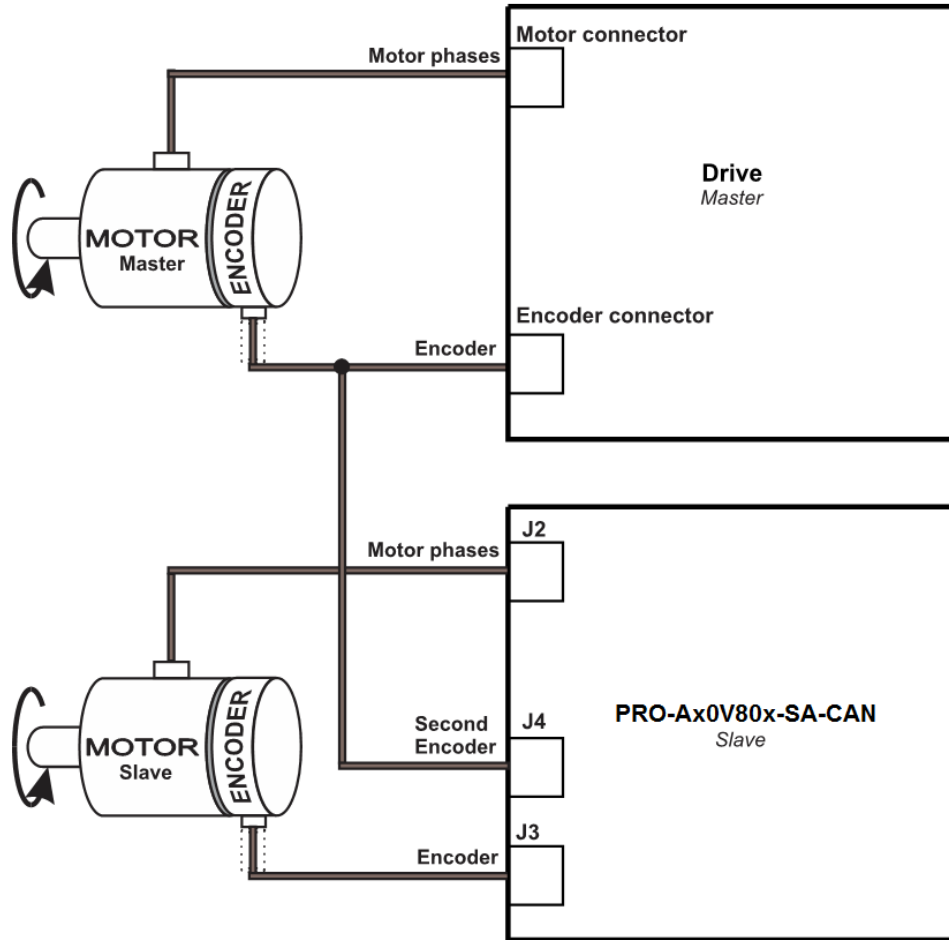 Motor connector
Motor phases
Drive
Master
MOTOR
Master
ENCODER
Encoder connector
Encoder
J2
Motor phases
PRO-Ax0V80x-SA-CAN
Slave
MOTOR
Slave
ENCODER
Second
Encoder
J4
J3
Encoder